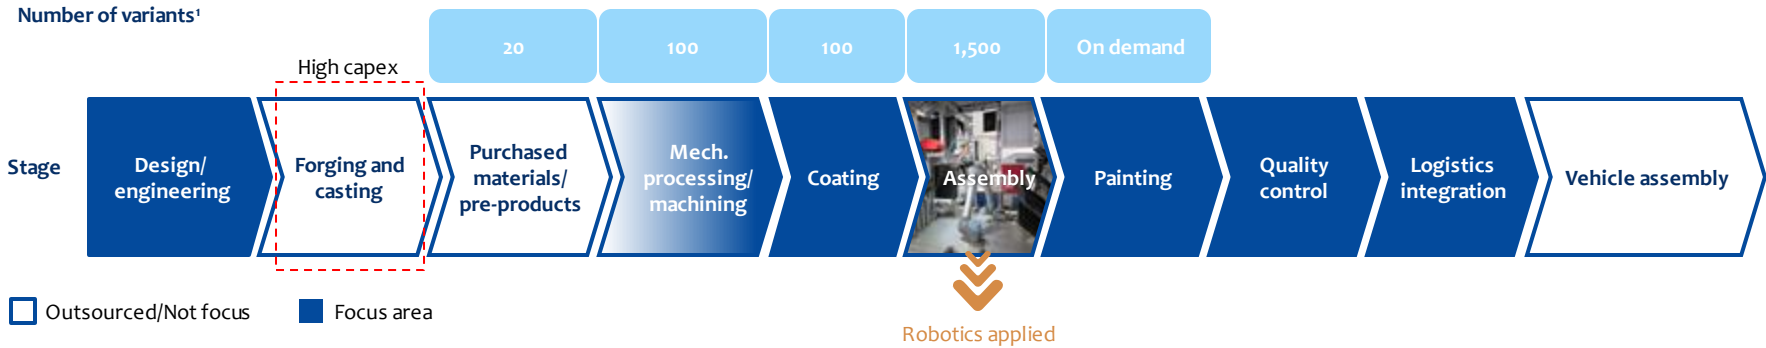 Number of variants¹
20
100
100
1,500
On demand
High capex
Stage
Design/
engineering
Forging and
casting
Purchased
materials/
pre-products
Mech.
processing/
machining
Coating
Assembly
Painting
Quality
control
Logistics
integration
Vehicle assembly
Outsourced/Not focus
Focus area
Robotics applied